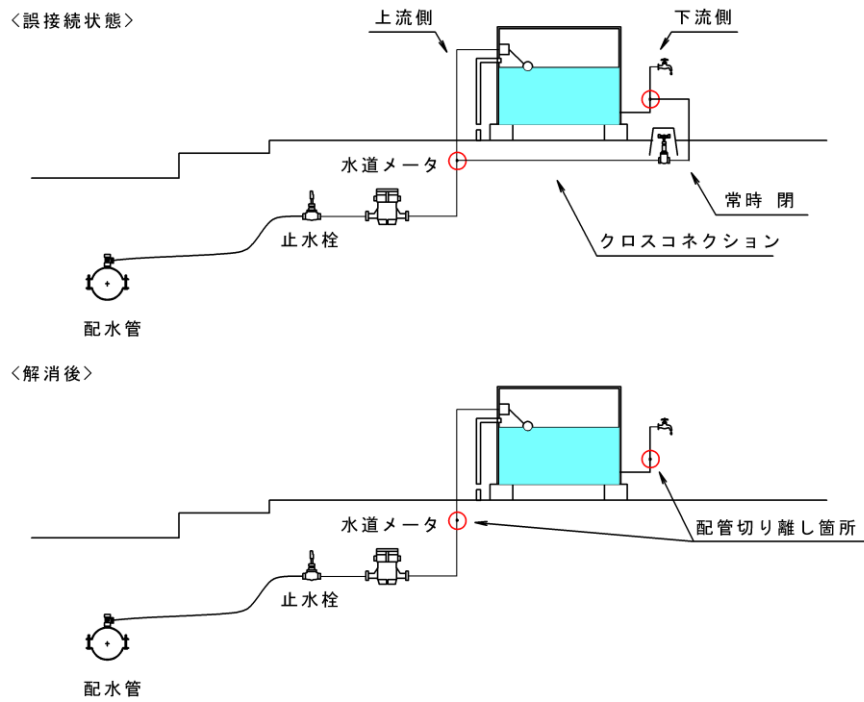 〈誤接続状態〉
上流側
下流側
水道メータ
常時 閉
止水栓
クロスコネクション
配水管
〈解消後〉
水道メータ
配管切り離し箇所
止水栓
配水管